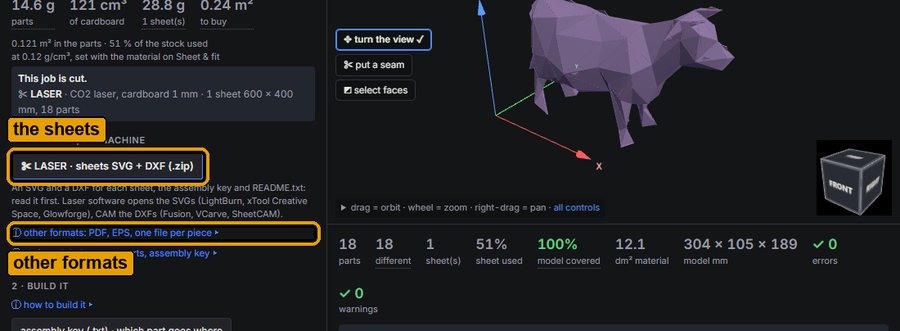 14.6 g 121 cm³ 28.8 g 0.24 m²
parts of cardboard 1 sheet(s) to buy
0.121 m² in the parts · 51 % of the stock used
at 0.12 g/cm³, set with the material on Sheet & fit
This job is cut.
LASER · CO2 laser, cardboard 1 mm · 1 sheet 600 × 400
mm, 18 parts
the sheets
MACHINE
LASER · sheets SVG + DXF (.zip)
An SVG and a DXF for each sheet, the assembly key and README.txt:
read it first. Laser software opens the SVGs (LightBurn, xTool Creative
Space, Glowforge), CAM the DXFs (Fusion, VCarve, SheetCAM).
other formats: PDF, EPS, one file per piece
other formats
assembly key
2 · BUILD IT
how to build it
assembly key (.txt) · which part goes where
turn the view ✓
put a seam
select faces
Y
X
FRONT
drag = orbit · wheel = zoom · right-drag = pan · all controls
18 18 1 51% 100% 12.1 304 × 105 × 189 ✓ 0
parts different sheet(s) sheet used model covered dm² material model mm errors
✓ 0
warnings